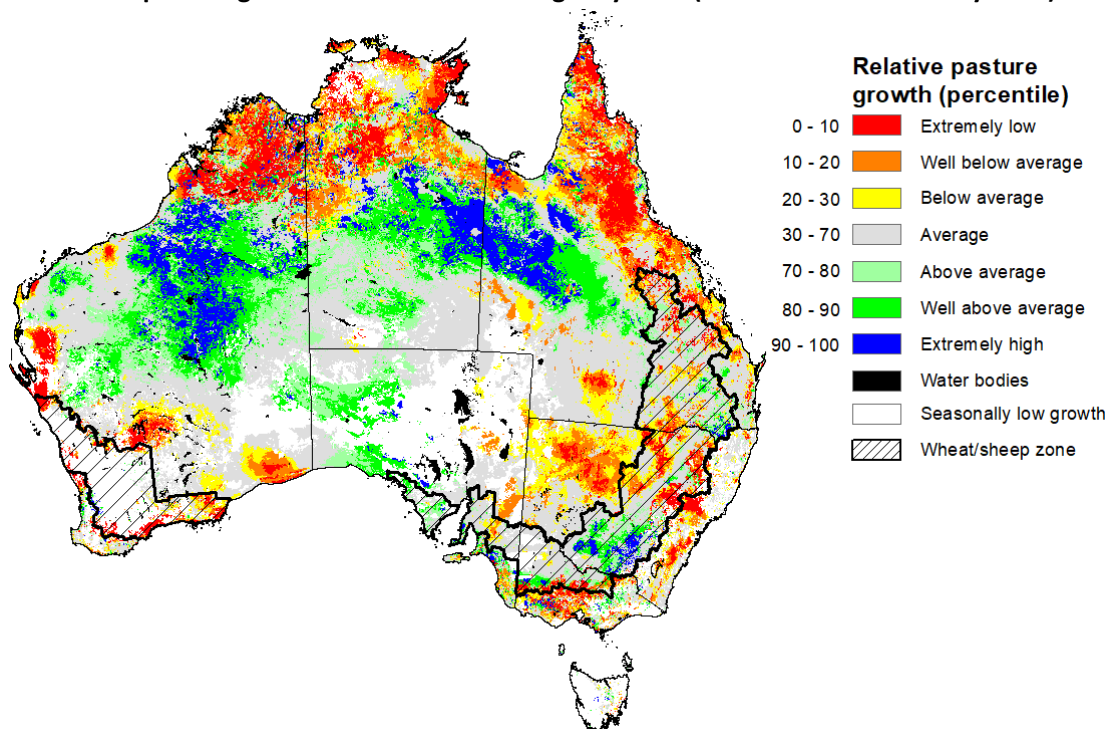 Relative pasture
growth (percentile)
0 - 10 Extremely low
10 - 20 Well below average
20 - 30 Below average
30 - 70 Average
70 - 80 Above average
80 - 90 Well above average
90 - 100 Extremely high
Water bodies
Seasonally low growth
Wheat/sheep zone